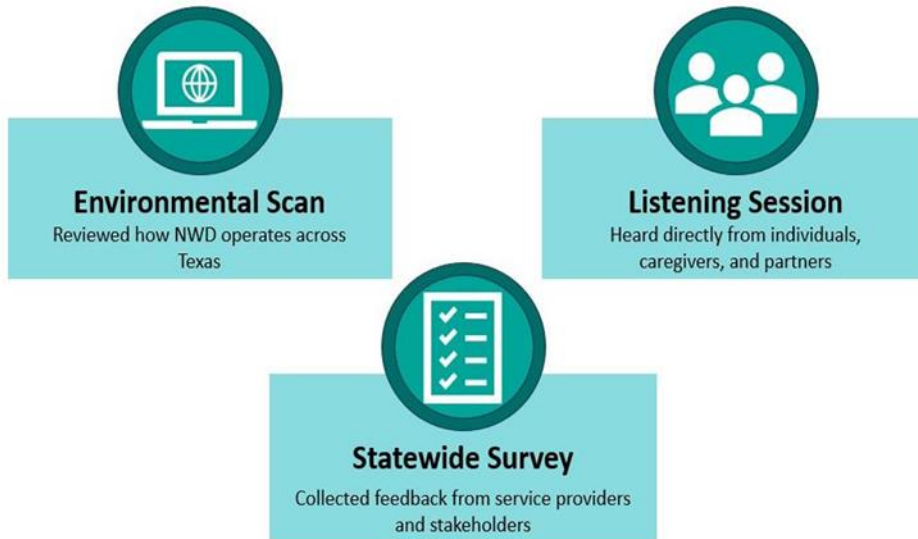 Environmental Scan
Reviewed how NWD operates across
Texas
Listening Session
Heard directly from individuals,
caregivers, and partners
Statewide Survey
Collected feedback from service providers
and stakeholders